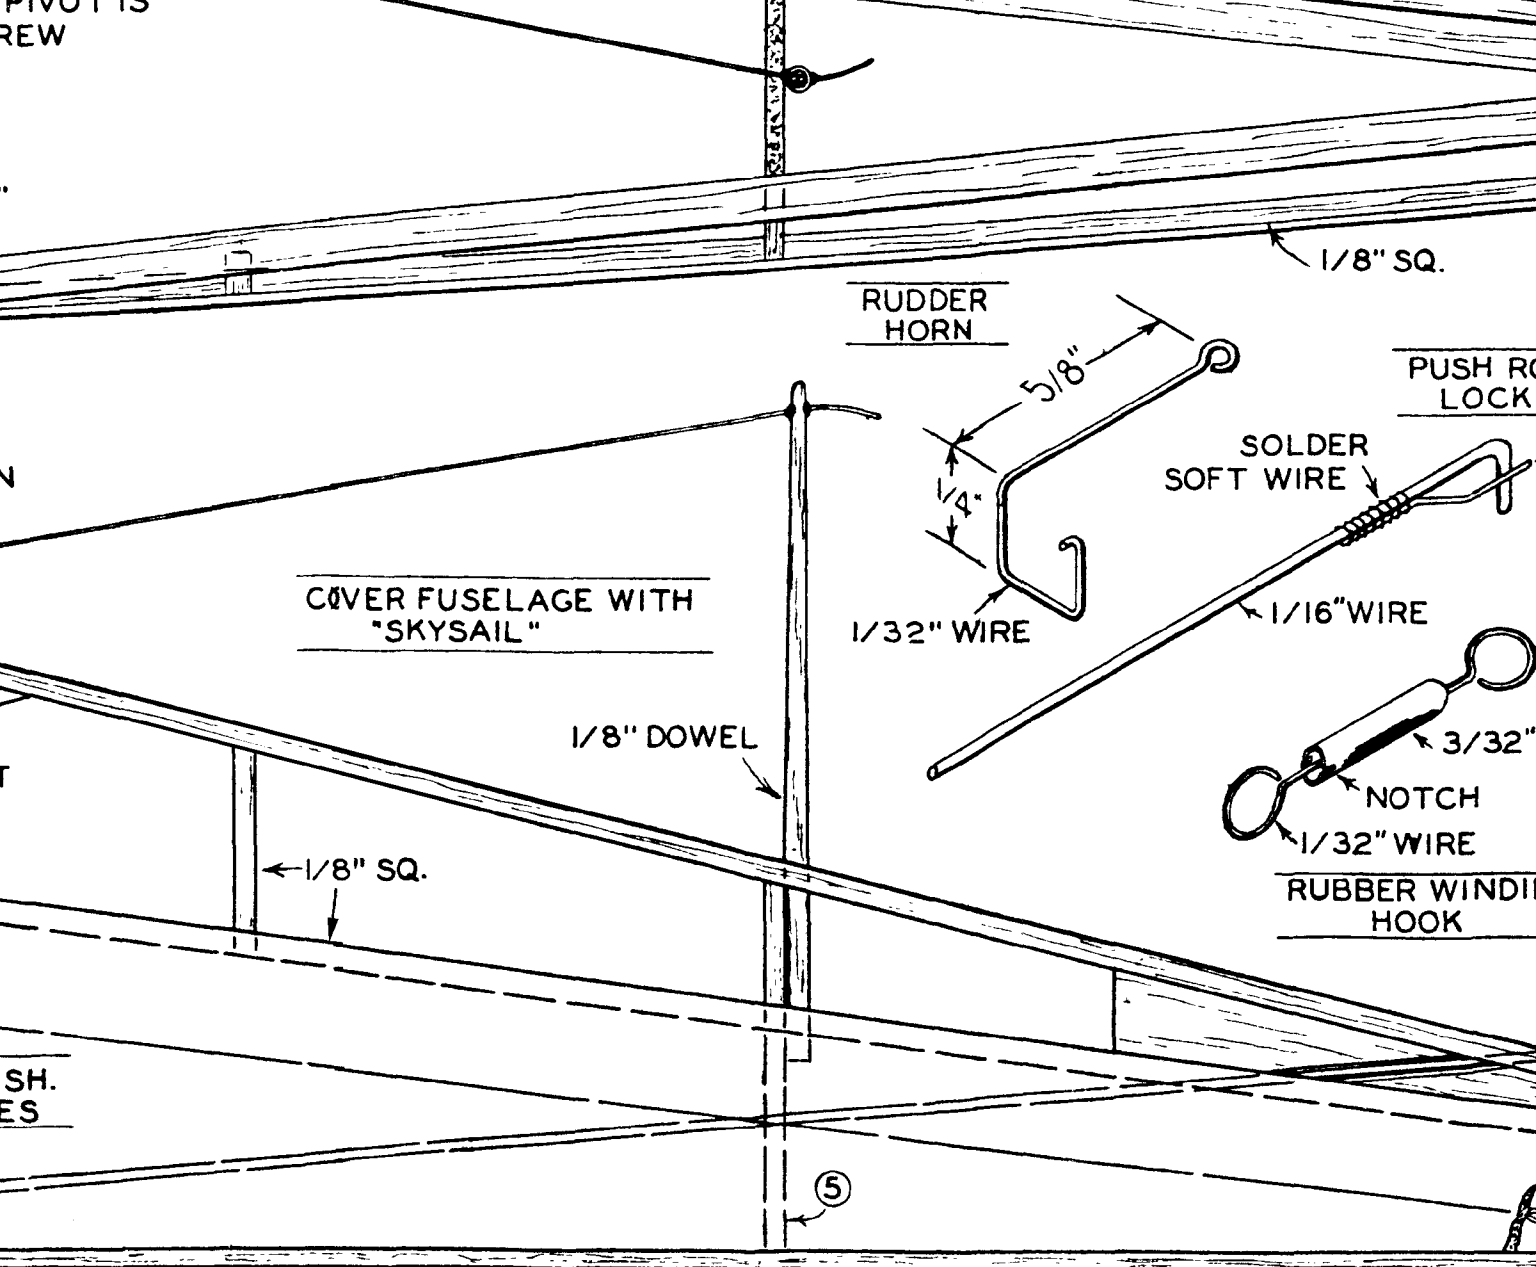 PIVOT IS
REW
"
1/8" SQ.
RUDDER
HORN
5/8"
1/4"
1/32" WIRE
PUSH RO
LOCK
SOLDER
SOFT WIRE
1/16" WIRE
N
COVER FUSELAGE WITH
"SKYSAIL"
1/8" DOWEL
T
3/32"
NOTCH
1/32" WIRE
RUBBER WINDI
HOOK
1/8" SQ.
SH.
ES
5